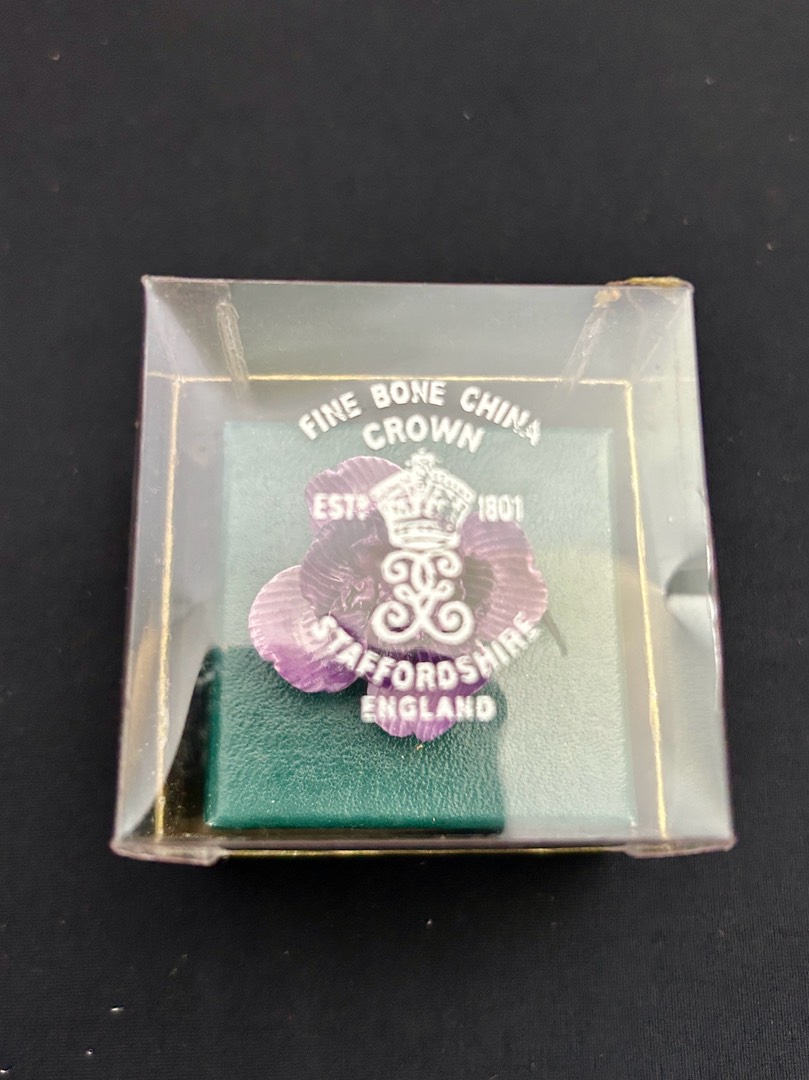 FINE BONE CHINA
CROWN
ESTD 1801
STAFFORDSHIRE
ENGLAND